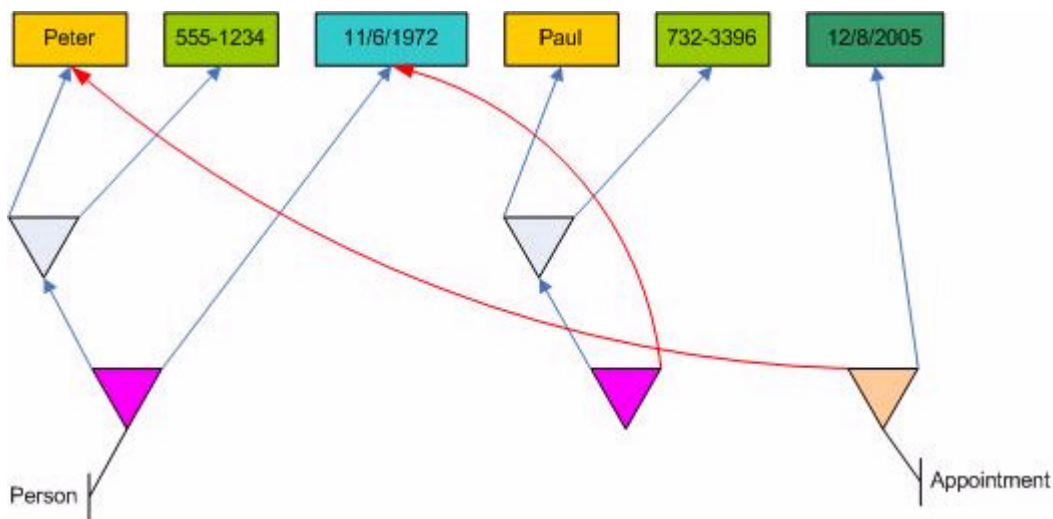 Peter
555-1234
11/6/1972
Paul
732-3396
12/8/2005
Person
Appointment